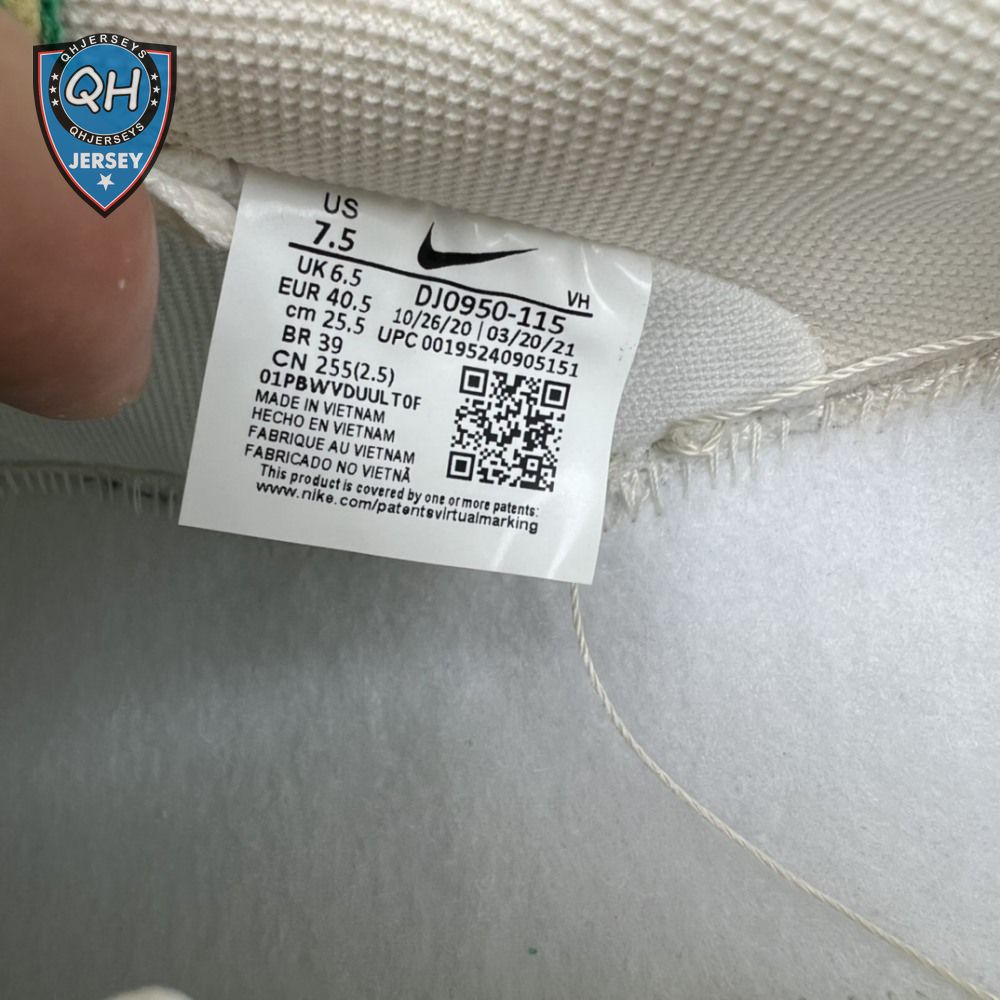 QHJERSEYS
QH
QHJERSEYS
JERSEY
US
7.5
UK 6.5
EUR 40.5
cm 25.5
BR 39
CN 255(2.5)
VH
DJ0950-115
10/26/20 | 03/20/21
UPC 00195240905151
01PBWVDUULT0F
MADE IN VIETNAM
HECHO EN VIETNAM
FABRIQUE AU VIETNAM
FABRICADO NO VIETNÃ
This product is covered by one or more patents:
www.nike.com/patentsvirtualmarking